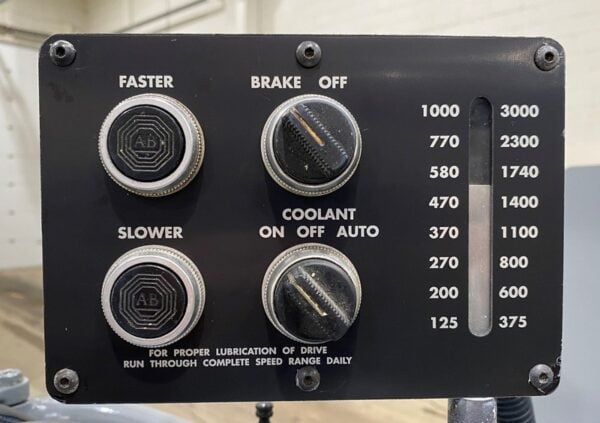 FASTER
BRAKE OFF
AB
SLOWER
COOLANT
ON OFF AUTO
AB
FOR PROPER LUBRICATION OF DRIVE
RUN THROUGH COMPLETE SPEED RANGE DAILY
1000 3000
770 2300
580 1740
470 1400
370 1100
270 800
200 600
125 375